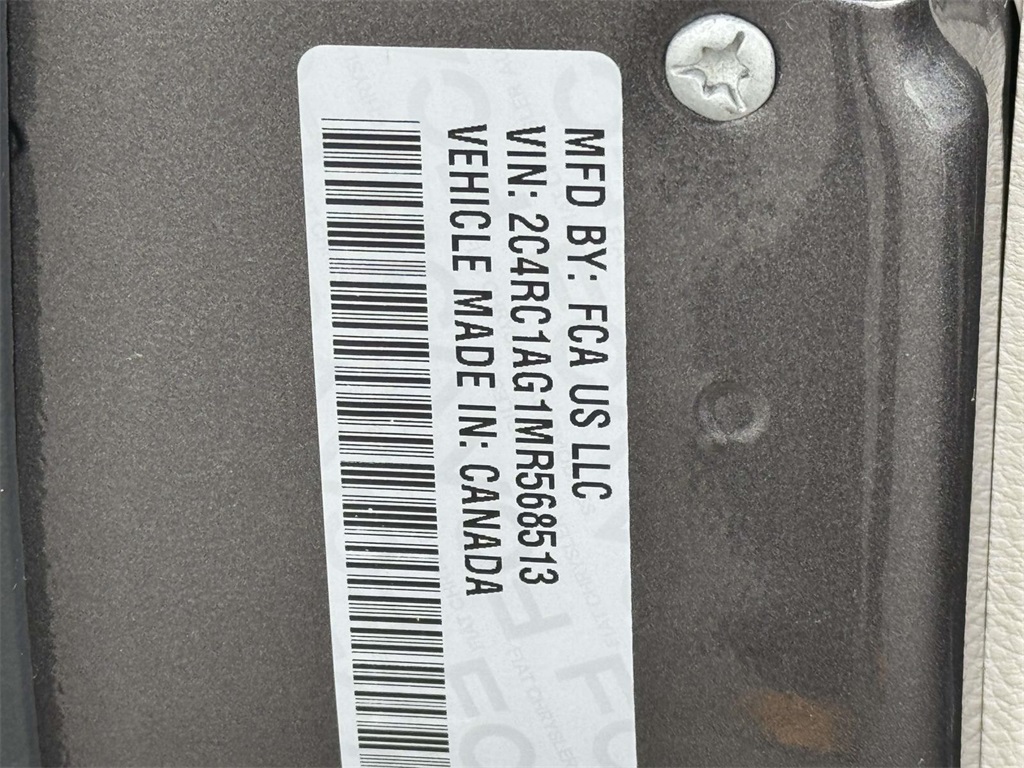 MFD BY: FCA US LLC
VIN: 2C4RC1AG1MR568513
VEHICLE MADE IN: CANADA